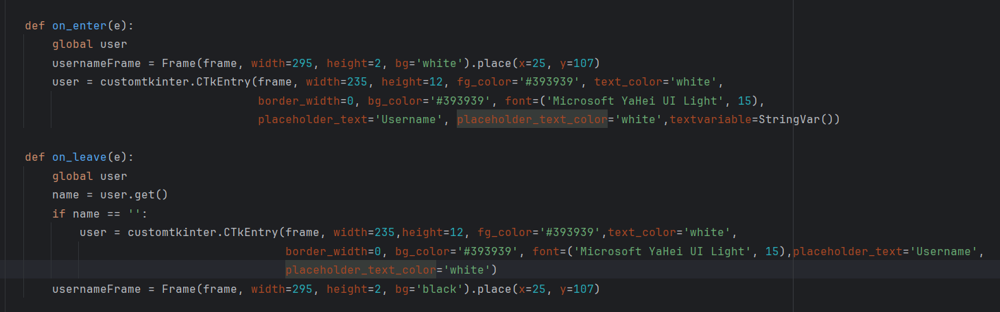 def on_enter(e):
    global user
    usernameFrame = Frame(frame, width=295, height=2, bg='white').place(x=25, y=107)
    user = customtkinter.CTkEntry(frame, width=235, height=12, fg_color='#393939', text_color='white',
                                  border_width=0, bg_color='#393939', font=('Microsoft YaHei UI Light', 15),
                                  placeholder_text='Username', placeholder_text_color='white',textvariable=StringVar())
def on_leave(e):
    global user
    name = user.get()
    if name == '':
        user = customtkinter.CTkEntry(frame, width=235,height=12, fg_color='#393939',text_color='white',
                                      border_width=0, bg_color='#393939', font=('Microsoft YaHei UI Light', 15),placeholder_text='Username',
                                      placeholder_text_color='white')
    usernameFrame = Frame(frame, width=295, height=2, bg='black').place(x=25, y=107)